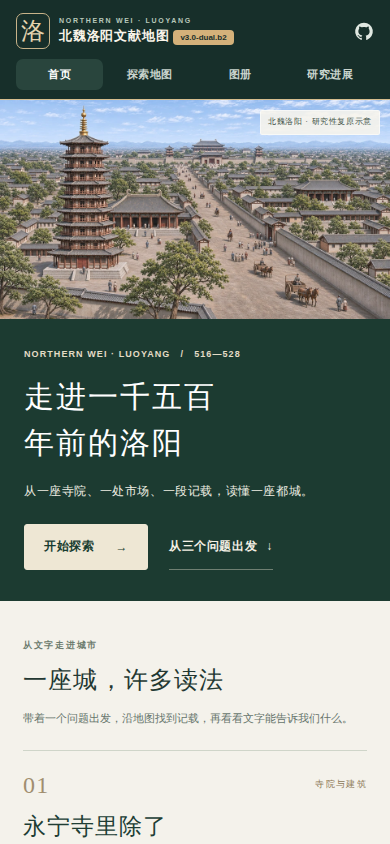 洛
NORTHERN WEI · LUOYANG
北魏洛阳文献地图 v3.0-dual.b2
首页 探索地图 图册 研究进展
北魏洛阳 · 研究性复原示意
NORTHERN WEI · LUOYANG / 516—528
走进一千五百
年前的洛阳
从一座寺院、一处市场、一段记载，读懂一座都城。
开始探索 → 从三个问题出发 ↓
从文字走进城市
一座城，许多读法
带着一个问题出发，沿地图找到记载，再看看文字能告诉我们什么。
01 寺院与建筑
永宁寺里除了